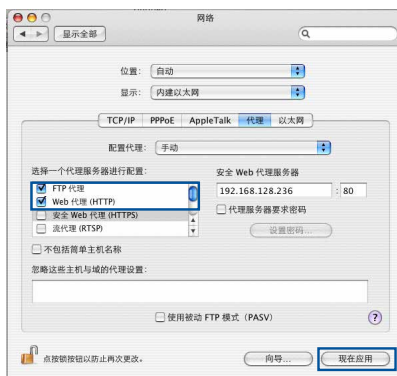 网络
显示全部
位置： 自动
显示： 内建以太网
TCP/IP PPPoE AppleTalk 代理 以太网
配置代理： 手动
选择一个代理服务器进行配置： 安全 Web 代理服务器
FTP 代理 192.168.128.236 : 80
Web 代理 (HTTP)
安全 Web 代理 (HTTPS) 代理服务器要求密码
流代理 (RTSP) 设置密码...
不包括简单主机名称
忽略这些主机与域的代理设置：
使用被动 FTP 模式（PASV） ?
点按锁按钮以防止再次更改。 向导... 现在应用